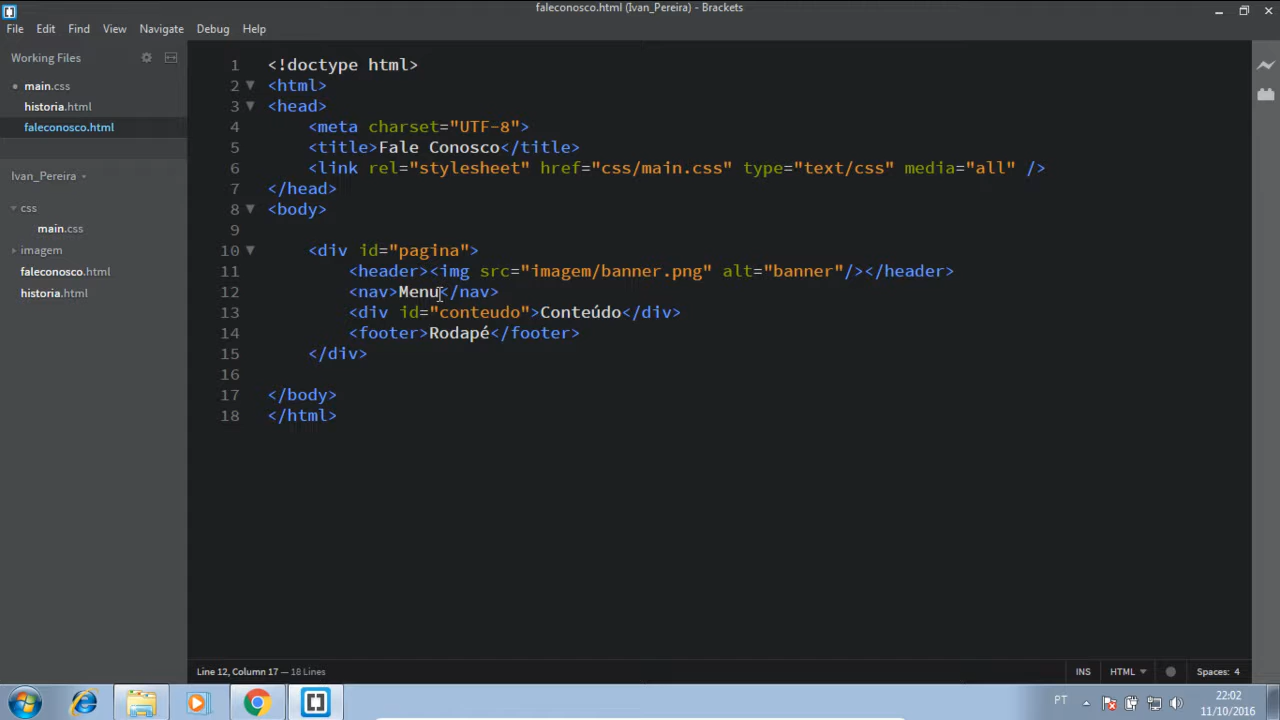 faleconosco.html (Ivan_Pereira) - Brackets
File Edit Find View Navigate Debug Help
Working Files
main.css
historia.html
faleconosco.html
Ivan_Pereira
css
main.css
imagem
faleconosco.html
historia.html
1 <!doctype html>
2 <html>
3 <head>
4 <meta charset="UTF-8">
5 <title>Fale Conosco</title>
6 <link rel="stylesheet" href="css/main.css" type="text/css" media="all" />
7 </head>
8 <body>
9
10 <div id="pagina">
11 <header><img src="imagem/banner.png" alt="banner"/></header>
12 <nav>Menu</nav>
13 <div id="conteudo">Conteúdo</div>
14 <footer>Rodapé</footer>
15 </div>
16
17 </body>
18 </html>
Line 12, Column 17 — 18 Lines
INS HTML Spaces: 4
PT
22:02
11/10/2016